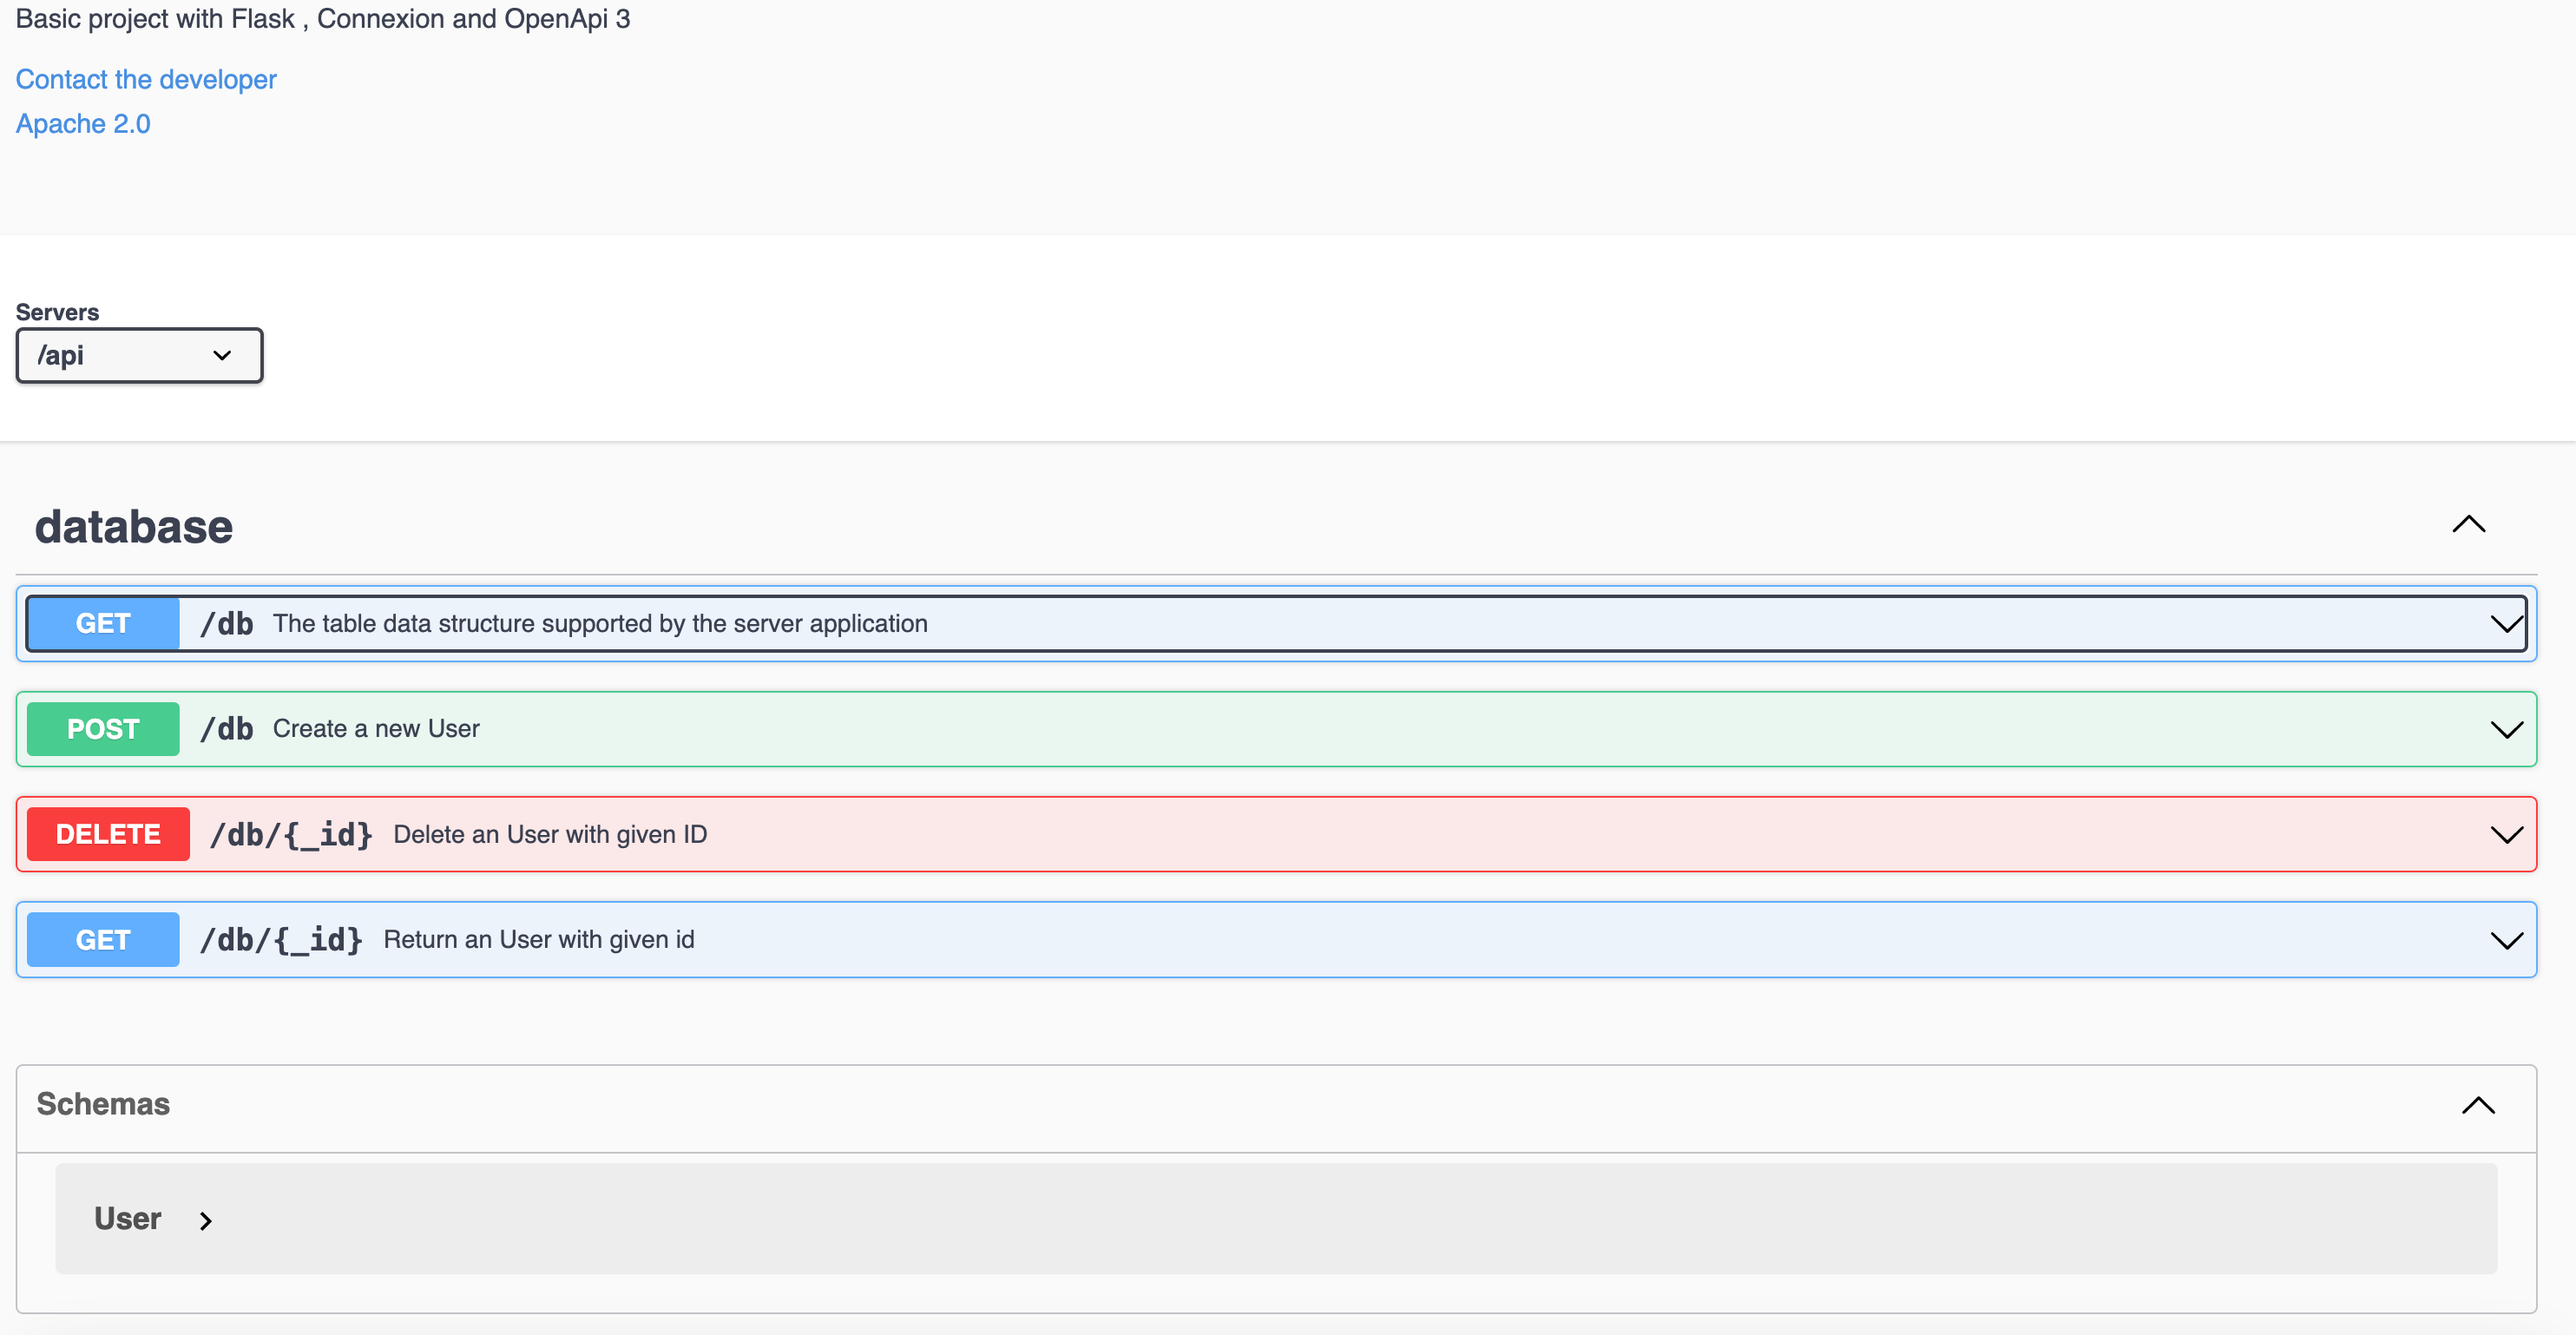 Basic project with Flask , Connexion and OpenApi 3
Contact the developer
Apache 2.0
Servers
/api
database
GET /db The table data structure supported by the server application
POST /db Create a new User
DELETE /db/{_id} Delete an User with given ID
GET /db/{_id} Return an User with given id
Schemas
User